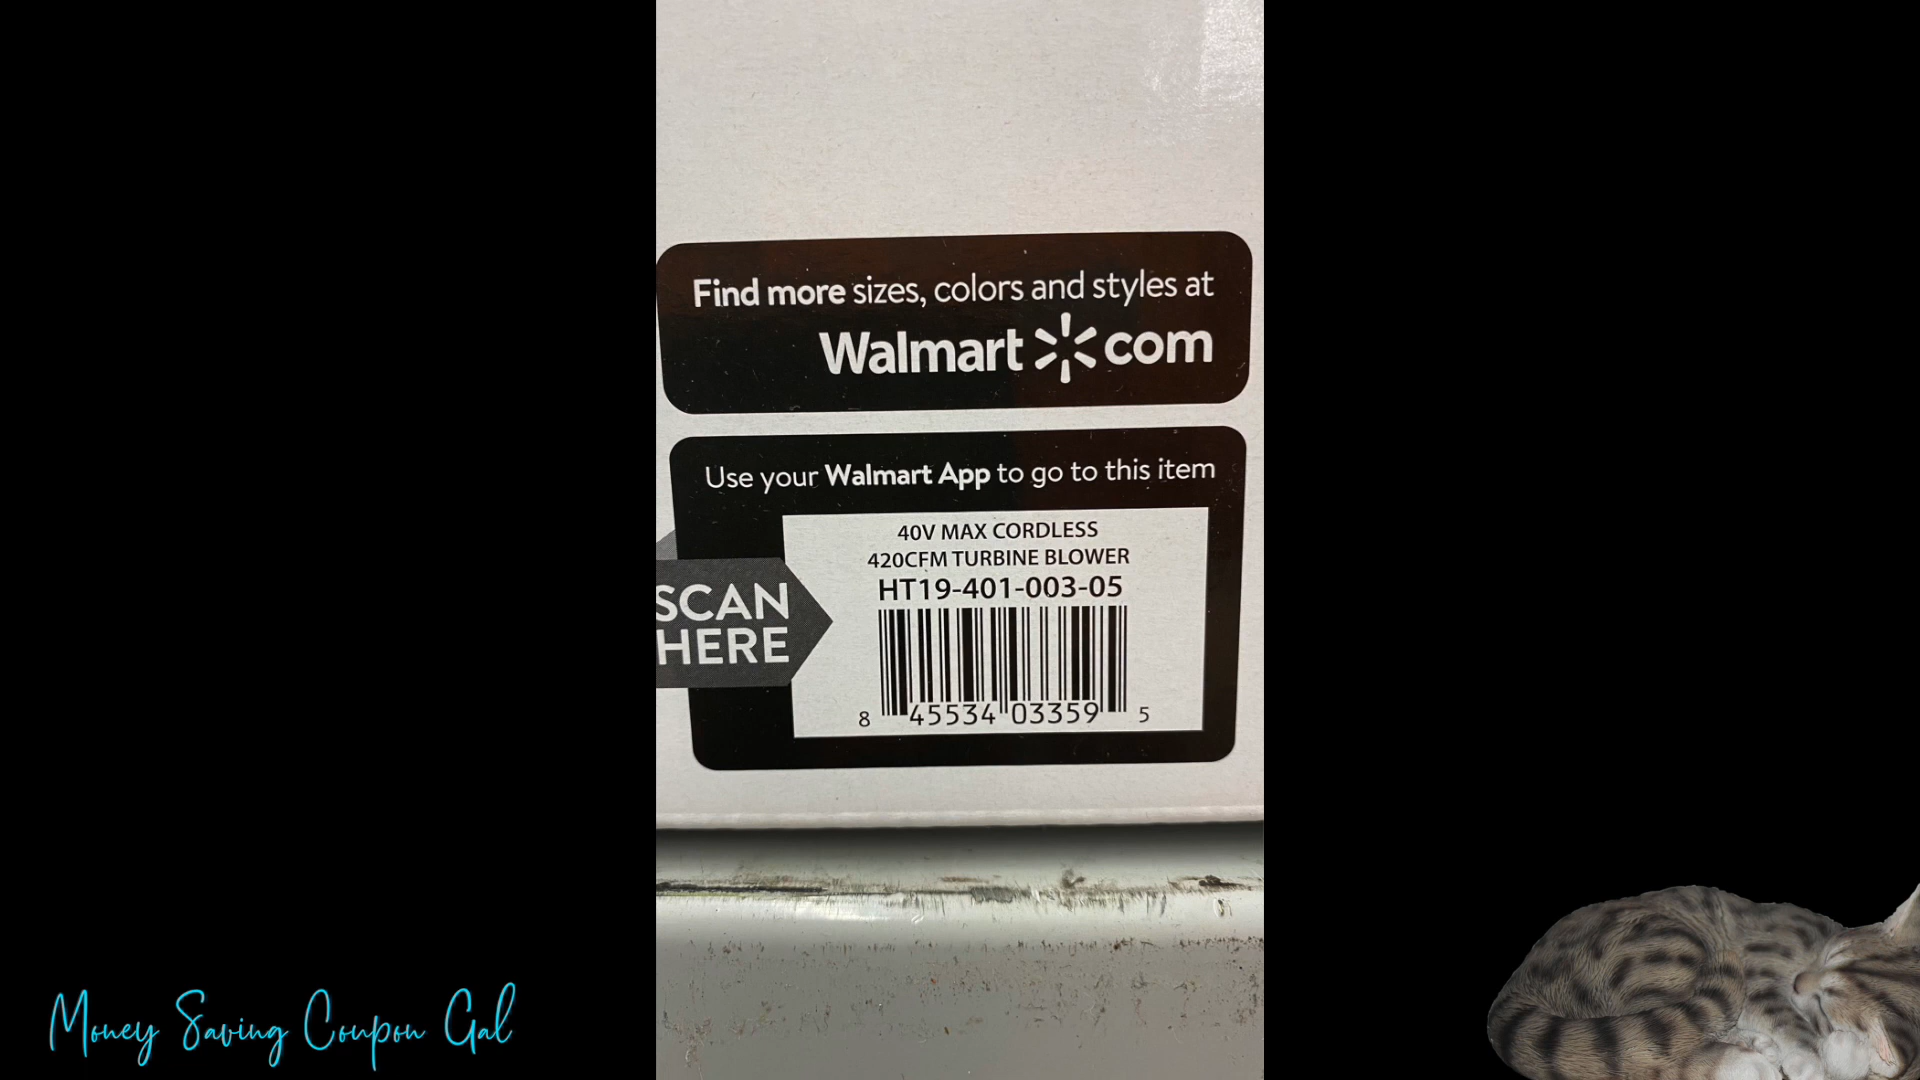 Find more sizes, colors and styles at
Walmart com
Use your Walmart App to go to this item
40V MAX CORDLESS
420CFM TURBINE BLOWER
HT19-401-003-05
SCAN
HERE
8 45534 03359 5
Money Saving Coupon Gal